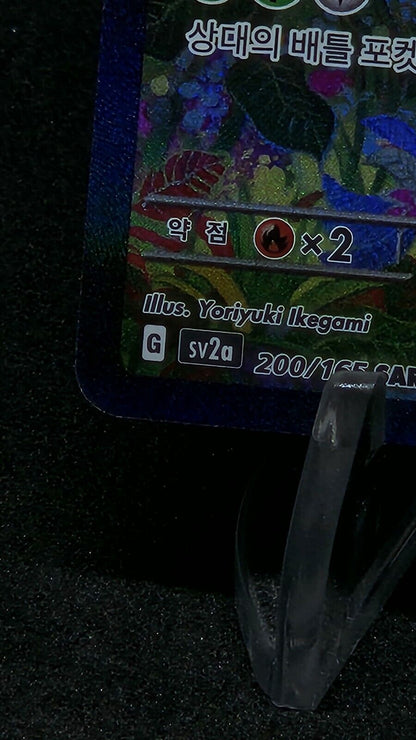 상대의 배틀 포켓
약점 ×2
Illus. Yoriyuki Ikegami
G sv2a 200/165 SAR